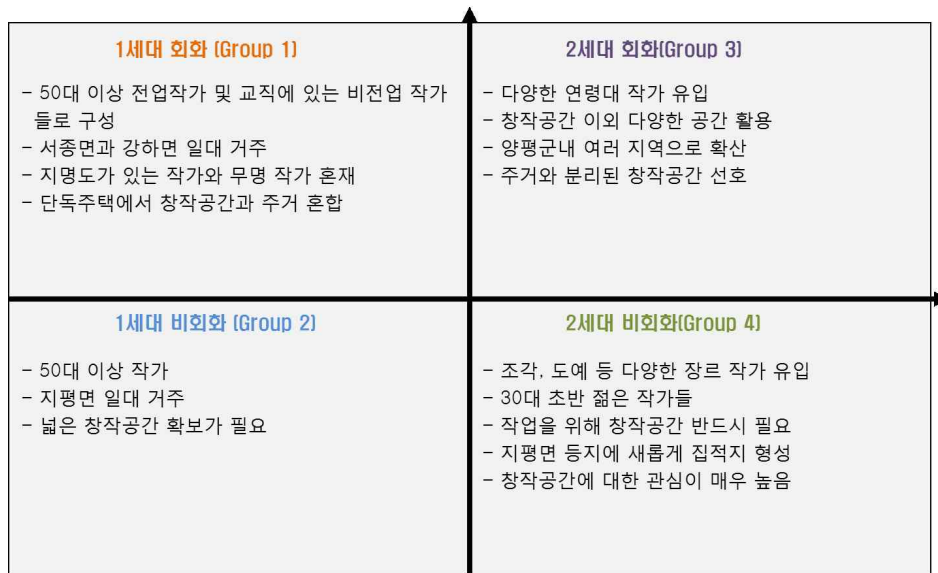 1세대 회화 (Group 1)
- 50대 이상 전업작가 및 교직에 있는 비전업 작가
들로 구성
- 서종면과 강하면 일대 거주
- 지명도가 있는 작가와 무명 작가 혼재
- 단독주택에서 창작공간과 주거 혼합
2세대 회화(Group 3)
- 다양한 연령대 작가 유입
- 창작공간 이외 다양한 공간 활용
- 양평군내 여러 지역으로 확산
- 주거와 분리된 창작공간 선호
1세대 비회화 (Group 2)
- 50대 이상 작가
- 지평면 일대 거주
- 넓은 창작공간 확보가 필요
2세대 비회화(Group 4)
- 조각, 도예 등 다양한 장르 작가 유입
- 30대 초반 젊은 작가들
- 작업을 위해 창작공간 반드시 필요
- 지평면 등지에 새롭게 집적지 형성
- 창작공간에 대한 관심이 매우 높음